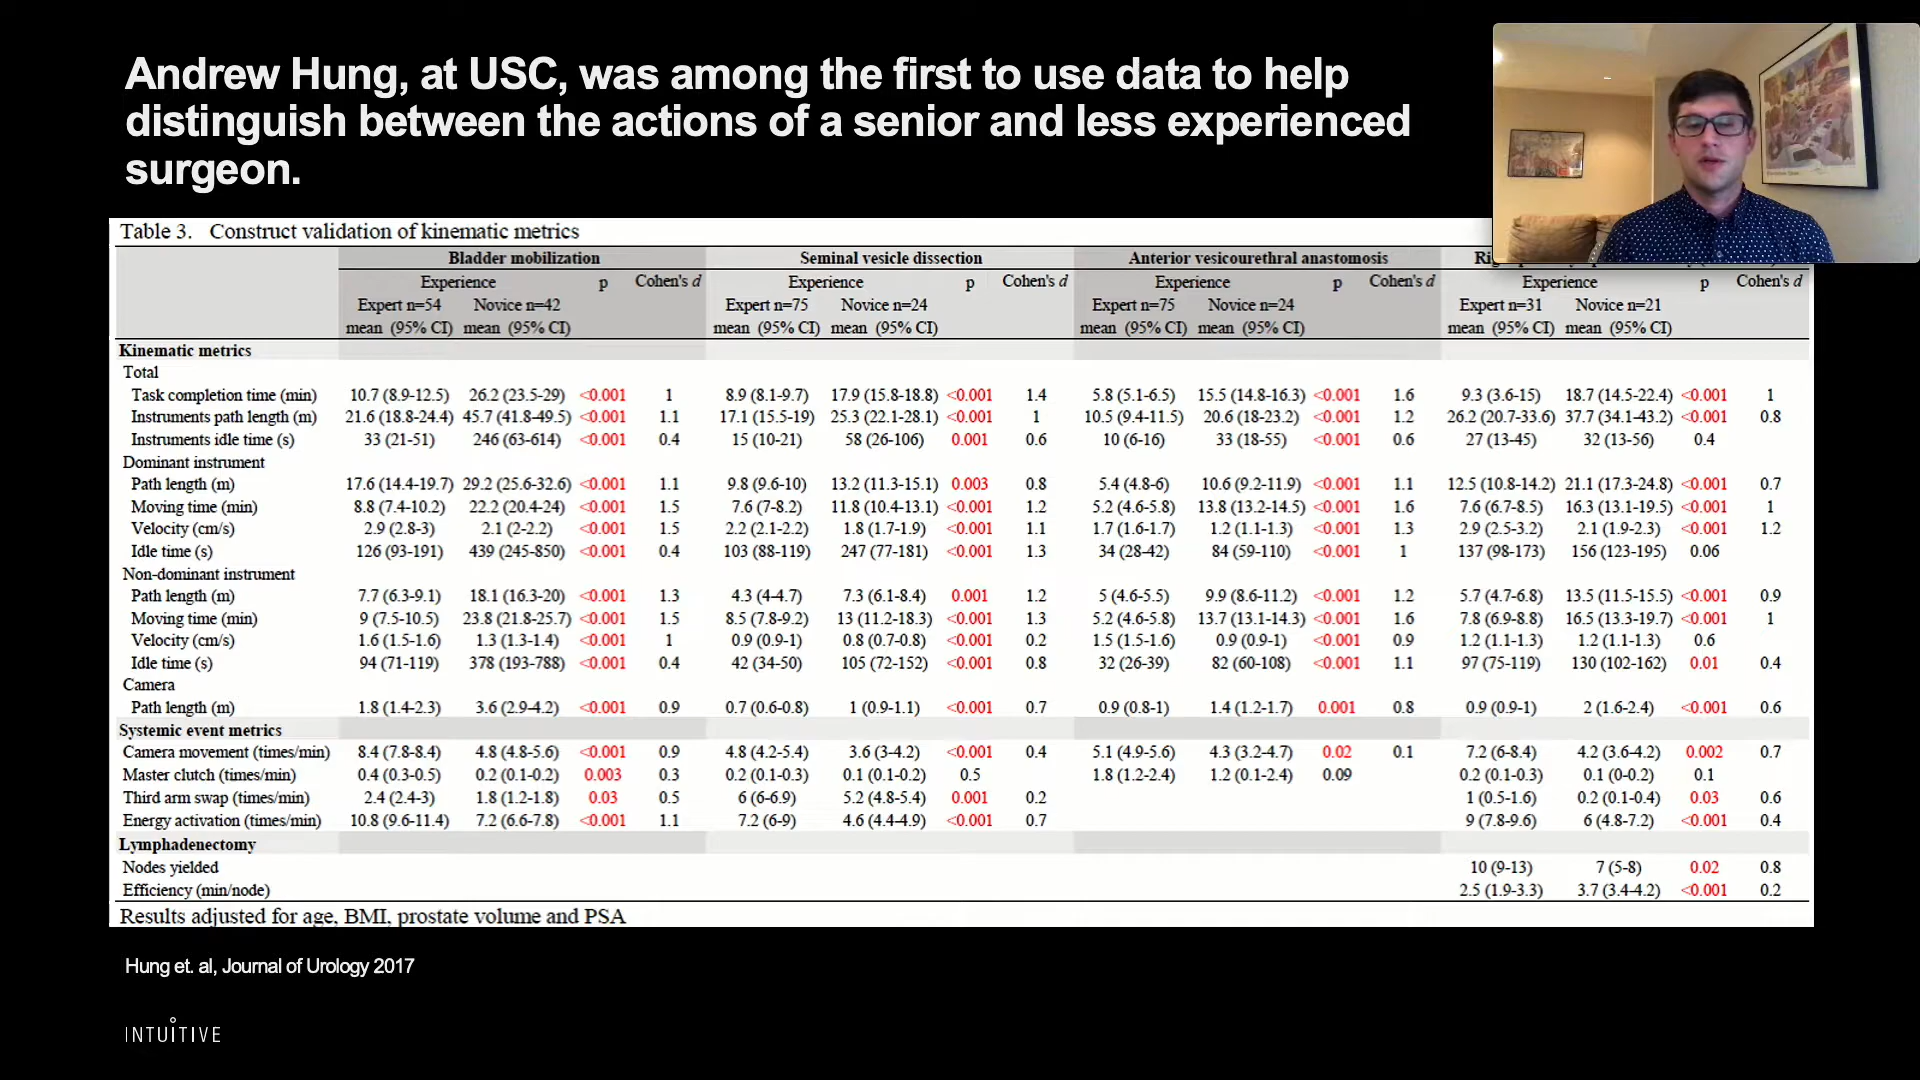 Andrew Hung, at USC, was among the first to use data to help
distinguish between the actions of a senior and less experienced
surgeon.
Table 3. Construct validation of kinematic metrics
Bladder mobilization Seminal vesicle dissection Anterior vesicourethral anastomosis
Experience p Cohen's d Experience p Cohen's d Experience p Cohen's d Experience p Cohen's d
Expert n=54 Novice n=42 Expert n=75 Novice n=24 Expert n=75 Novice n=24 Expert n=31 Novice n=21
mean (95% CI) mean (95% CI) mean (95% CI) mean (95% CI) mean (95% CI) mean (95% CI) mean (95% CI) mean (95% CI)
Kinematic metrics
Total
Task completion time (min) 10.7 (8.9-12.5) 26.2 (23.5-29) <0.001 1 8.9 (8.1-9.7) 17.9 (15.8-18.8) <0.001 1.4 5.8 (5.1-6.5) 15.5 (14.8-16.3) <0.001 1.6 9.3 (3.6-15) 18.7 (14.5-22.4) <0.001 1
Instruments path length (m) 21.6 (18.8-24.4) 45.7 (41.8-49.5) <0.001 1.1 17.1 (15.5-19) 25.3 (22.1-28.1) <0.001 1 10.5 (9.4-11.5) 20.6 (18-23.2) <0.001 1.2 26.2 (20.7-33.6) 37.7 (34.1-43.2) <0.001 0.8
Instruments idle time (s) 33 (21-51) 246 (63-614) <0.001 0.4 15 (10-21) 58 (26-106) 0.001 0.6 10 (6-16) 33 (18-55) <0.001 0.6 27 (13-45) 32 (13-56) 0.4
Dominant instrument
Path length (m) 17.6 (14.4-19.7) 29.2 (25.6-32.6) <0.001 1.1 9.8 (9.6-10) 13.2 (11.3-15.1) 0.003 0.8 5.4 (4.8-6) 10.6 (9.2-11.9) <0.001 1.1 12.5 (10.8-14.2) 21.1 (17.3-24.8) <0.001 0.7
Moving time (min) 8.8 (7.4-10.2) 22.2 (20.4-24) <0.001 1.5 7.6 (7-8.2) 11.8 (10.4-13.1) <0.001 1.2 5.2 (4.6-5.8) 13.8 (13.2-14.5) <0.001 1.6 7.6 (6.7-8.5) 16.3 (13.1-19.5) <0.001 1
Velocity (cm/s) 2.9 (2.8-3) 2.1 (2-2.2) <0.001 1.5 2.2 (2.1-2.2) 1.8 (1.7-1.9) <0.001 1.1 1.7 (1.6-1.7) 1.2 (1.1-1.3) <0.001 1.3 2.9 (2.5-3.2) 2.1 (1.9-2.3) <0.001 1.2
Idle time (s) 126 (93-191) 439 (245-850) <0.001 0.4 103 (88-119) 247 (77-181) <0.001 1.3 34 (28-42) 84 (59-110) <0.001 1 137 (98-173) 156 (123-195) 0.06
Non-dominant instrument
Path length (m) 7.7 (6.3-9.1) 18.1 (16.3-20) <0.001 1.3 4.3 (4-4.7) 7.3 (6.1-8.4) 0.001 1.2 5 (4.6-5.5) 9.9 (8.6-11.2) <0.001 1.2 5.7 (4.7-6.8) 13.5 (11.5-15.5) <0.001 0.9
Moving time (min) 9 (7.5-10.5) 23.8 (21.8-25.7) <0.001 1.5 8.5 (7.8-9.2) 13 (11.2-18.3) <0.001 1.3 5.2 (4.6-5.8) 13.7 (13.1-14.3) <0.001 1.6 7.8 (6.9-8.8) 16.5 (13.3-19.7) <0.001 1
Velocity (cm/s) 1.6 (1.5-1.6) 1.3 (1.3-1.4) <0.001 1 0.9 (0.9-1) 0.8 (0.7-0.8) <0.001 0.2 1.5 (1.5-1.6) 0.9 (0.9-1) <0.001 0.9 1.2 (1.1-1.3) 1.2 (1.1-1.3) 0.6
Idle time (s) 94 (71-119) 378 (193-788) <0.001 0.4 42 (34-50) 105 (72-152) <0.001 0.8 32 (26-39) 82 (60-108) <0.001 1.1 97 (75-119) 130 (102-162) 0.01 0.4
Camera
Path length (m) 1.8 (1.4-2.3) 3.6 (2.9-4.2) <0.001 0.9 0.7 (0.6-0.8) 1 (0.9-1.1) <0.001 0.7 0.9 (0.8-1) 1.4 (1.2-1.7) 0.001 0.8 0.9 (0.9-1) 2 (1.6-2.4) <0.001 0.6
Systemic event metrics
Camera movement (times/min) 8.4 (7.8-8.4) 4.8 (4.8-5.6) <0.001 0.9 4.8 (4.2-5.4) 3.6 (3-4.2) <0.001 0.4 5.1 (4.9-5.6) 4.3 (3.2-4.7) 0.02 0.1 7.2 (6-8.4) 4.2 (3.6-4.2) 0.002 0.7
Master clutch (times/min) 0.4 (0.3-0.5) 0.2 (0.1-0.2) 0.003 0.3 0.2 (0.1-0.3) 0.1 (0.1-0.2) 0.5 1.8 (1.2-2.4) 1.2 (0.1-2.4) 0.09 0.2 (0.1-0.3) 0.1 (0-0.2) 0.1
Third arm swap (times/min) 2.4 (2.4-3) 1.8 (1.2-1.8) 0.03 0.5 6 (6-6.9) 5.2 (4.8-5.4) 0.001 0.2 1 (0.5-1.6) 0.2 (0.1-0.4) 0.03 0.6
Energy activation (times/min) 10.8 (9.6-11.4) 7.2 (6.6-7.8) <0.001 1.1 7.2 (6-9) 4.6 (4.4-4.9) <0.001 0.7 9 (7.8-9.6) 6 (4.8-7.2) <0.001 0.4
Lymphadenectomy
Nodes yielded 10 (9-13) 7 (5-8) 0.02 0.8
Efficiency (min/node) 2.5 (1.9-3.3) 3.7 (3.4-4.2) <0.001 0.2
Results adjusted for age, BMI, prostate volume and PSA
Hung et. al, Journal of Urology 2017
INTUITIVE